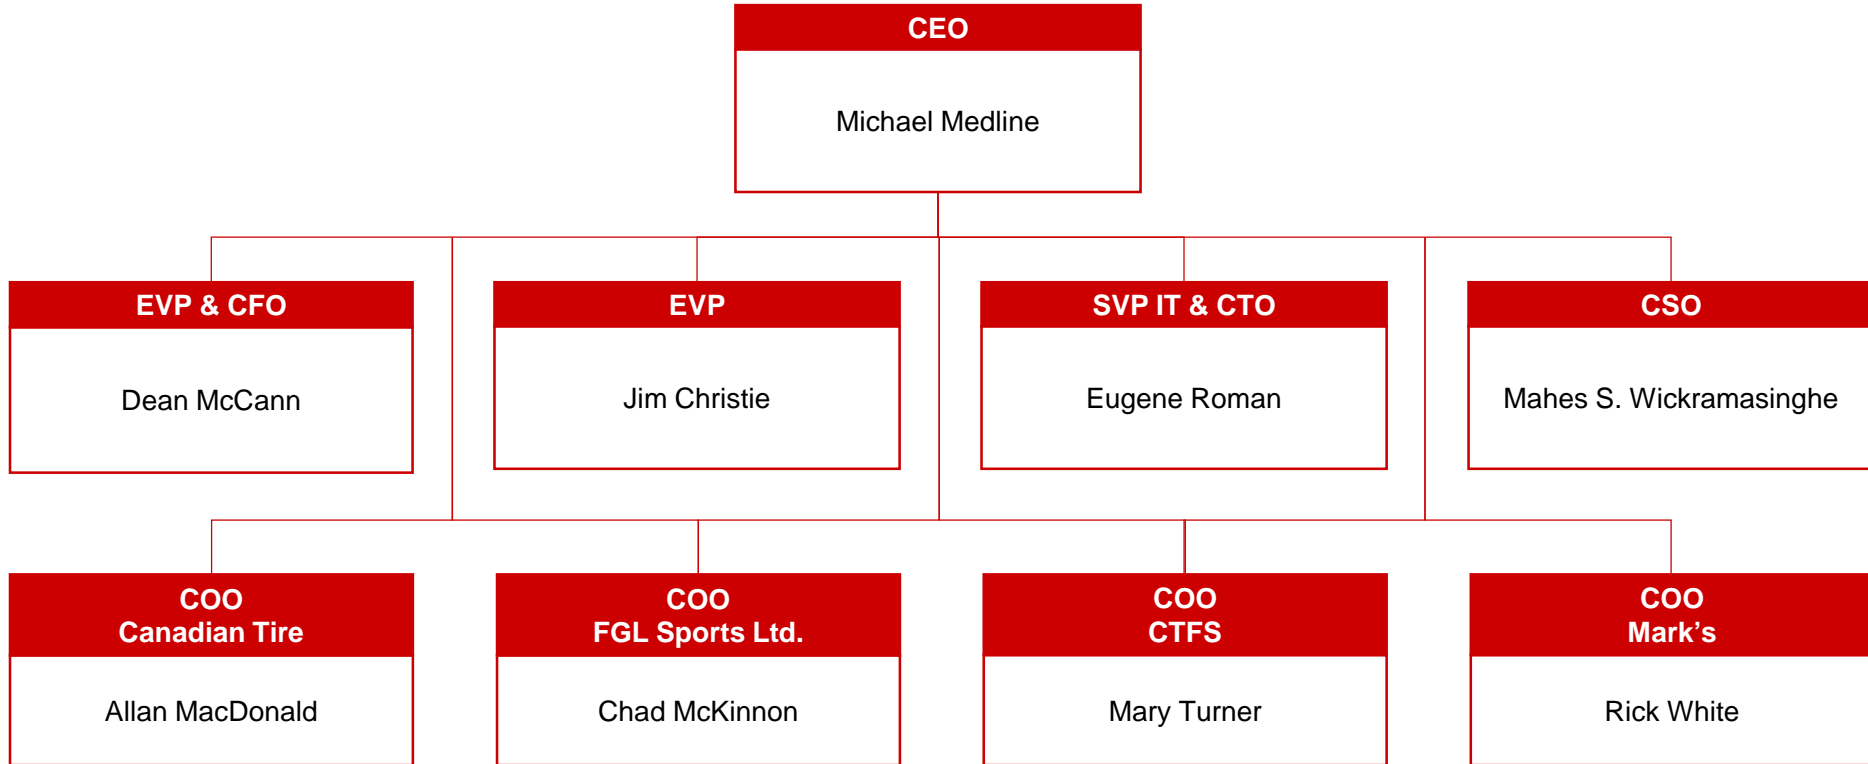 CEO
Michael Medline
EVP & CFO
Dean McCann
EVP
Jim Christie
SVP IT & CTO
Eugene Roman
CSO
Mahes S. Wickramasinghe
COO
Canadian Tire
Allan MacDonald
COO
FGL Sports Ltd.
Chad McKinnon
COO
CTFS
Mary Turner
COO
Mark’s
Rick White